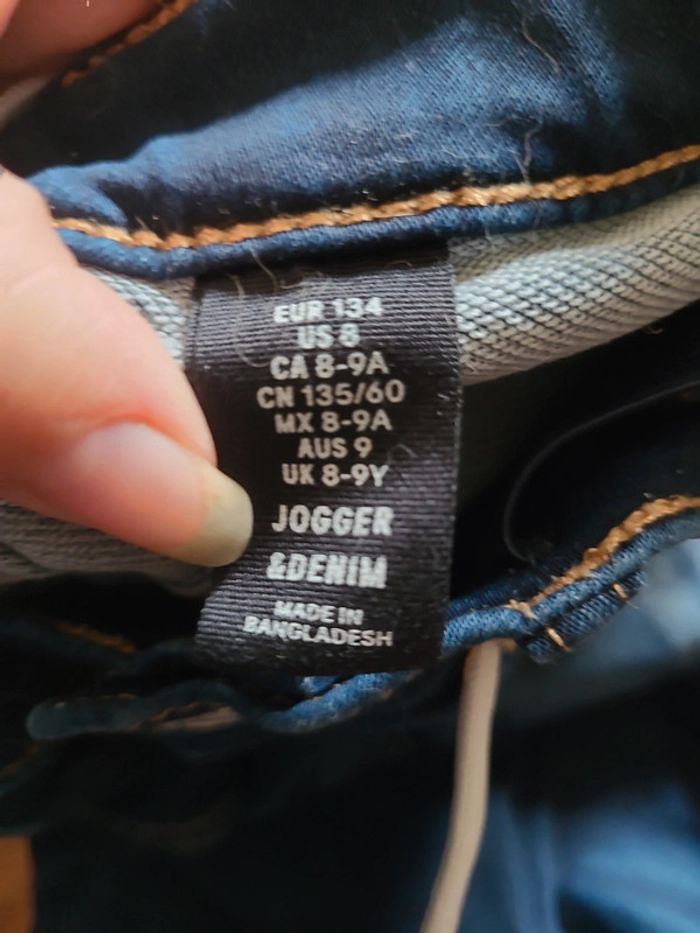 EUR 134
US 8
CA 8-9A
CN 135/60
MX 8-9A
AUS 9
UK 8-9Y
JOGGER
&DENIM
MADE IN
BANGLADESH